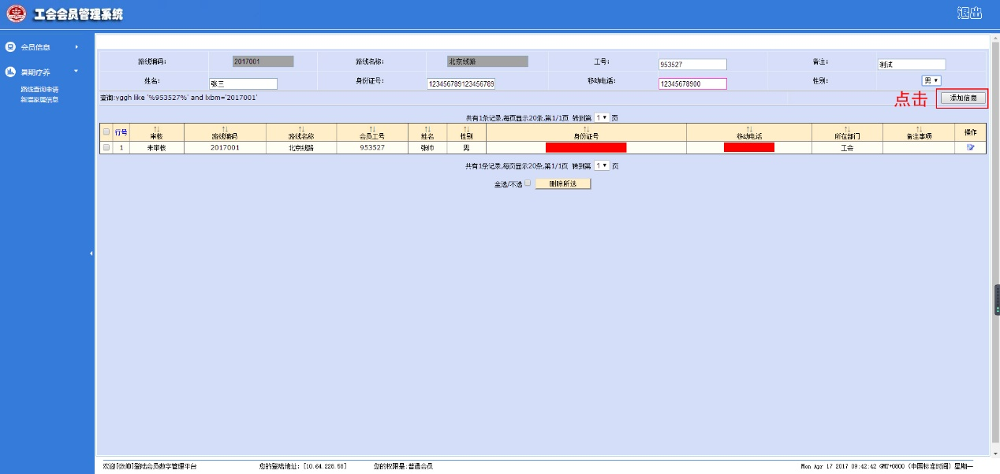 工会会员管理系统
退出
会员信息
暑期疗养
路线查询申请
新增家属信息
路线编码: 2017001 路线名称: 北京线路 工号: 953527 备注: 测试
姓名: 张三 身份证号: 123456789123456789 移动电话: 12345678900 性别: 男
查询:yggh like '%953527%' and lxbm='2017001'
点击
添加信息
共有1条记录,每页显示20条,第1/1页 转到第 1 页
行号 审核 路线编码 路线名称 会员工号 姓名 性别 身份证号 移动电话 所在部门 备注事项 操作
1 未审核 2017001 北京线路 953527 张帅 男 工会
共有1条记录,每页显示20条,第1/1页 转到第 1 页
全选/不选 删除所选
欢迎[张帅]登陆会员数字管理平台 您的登陆地址: [10.64.228.58] 您的权限是:普通会员 Mon Apr 17 2017 09:42:42 GMT+0800 (中国标准时间) 星期一